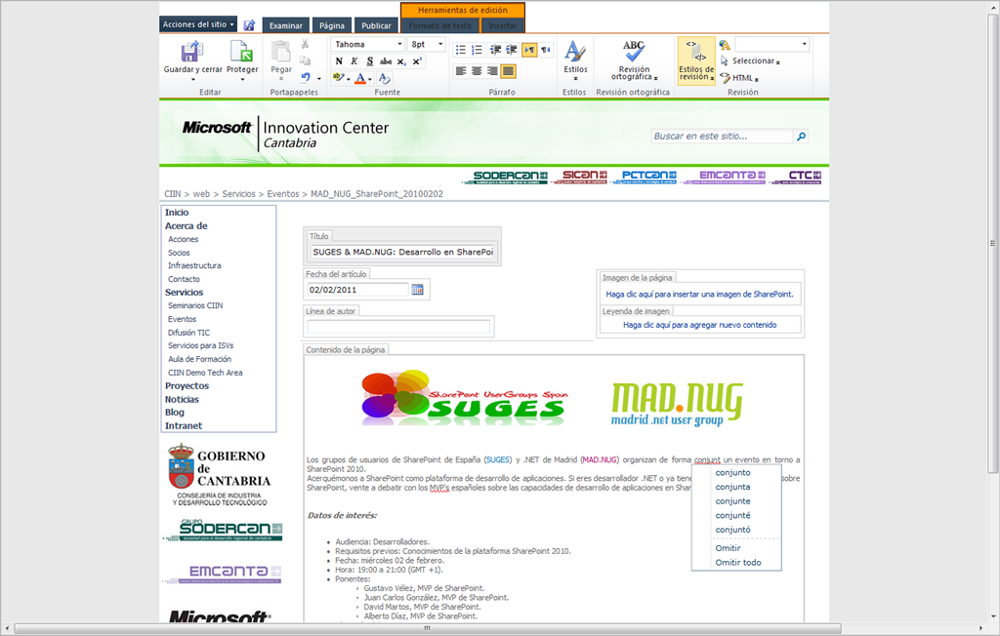 Herramientas de edición
Acciones del sitio
Examinar
Página
Publicar
Formato de texto
Insertar
Guardar y cerrar
Proteger
Editar
Pegar
Portapapeles
Tahoma
8pt
N K S abc x₂ x²
Fuente
Párrafo
Estilos
Estilos
ABC
Revisión ortográfica
Revisión ortográfica
Estilos de revisión
Seleccionar
HTML
Revisión
Microsoft
Innovation Center
Cantabria
Buscar en este sitio...
SODERCAN
SICAN
PCTCAN
EMCANTA
CTC
CIIN > web > Servicios > Eventos > MAD_NUG_SharePoint_20100202
Inicio
Acerca de
Acciones
Socios
Infraestructura
Contacto
Servicios
Seminarios CIIN
Eventos
Difusión TIC
Servicios para ISVs
Aula de Formación
CIIN Demo Tech Area
Proyectos
Noticias
Blog
Intranet
GOBIERNO
de
CANTABRIA
CONSEJERÍA DE INDUSTRIA
Y DESARROLLO TECNOLÓGICO
GRUPO
SODERCAN
sociedad para el desarrollo regional de cantabria
EMCANTA
Microsoft
Título
SUGES & MAD.NUG: Desarrollo en SharePoi
Fecha del artículo
02/02/2011
Línea de autor
Imagen de la página
Haga clic aquí para insertar una imagen de SharePoint.
Leyenda de imagen
Haga clic aquí para agregar nuevo contenido
Contenido de la página
SharePoint UserGroups Spain
SUGES
MAD.NUG
madrid .net user group
Los grupos de usuarios de SharePoint de España (SUGES) y .NET de Madrid (MAD.NUG) organizan de forma conjunt un evento en torno a
SharePoint 2010.
Acerquémonos a SharePoint como plataforma de desarrollo de aplicaciones. Si eres desarrollador .NET o ya tiene sobre
SharePoint, vente a debatir con los MVP's españoles sobre las capacidades de desarrollo de aplicaciones en Shar
conjunto
conjunta
conjunte
conjunté
conjuntó
Omitir
Omitir todo
Datos de interés:
Audiencia: Desarrolladores.
Requisitos previos: Conocimientos de la plataforma SharePoint 2010.
Fecha: miércoles 02 de febrero.
Hora: 19:00 a 21:00 (GMT +1).
Ponentes:
Gustavo Vélez, MVP de SharePoint.
Juan Carlos González, MVP de SharePoint.
David Martos, MVP de SharePoint.
Alberto Díaz, MVP de SharePoint.